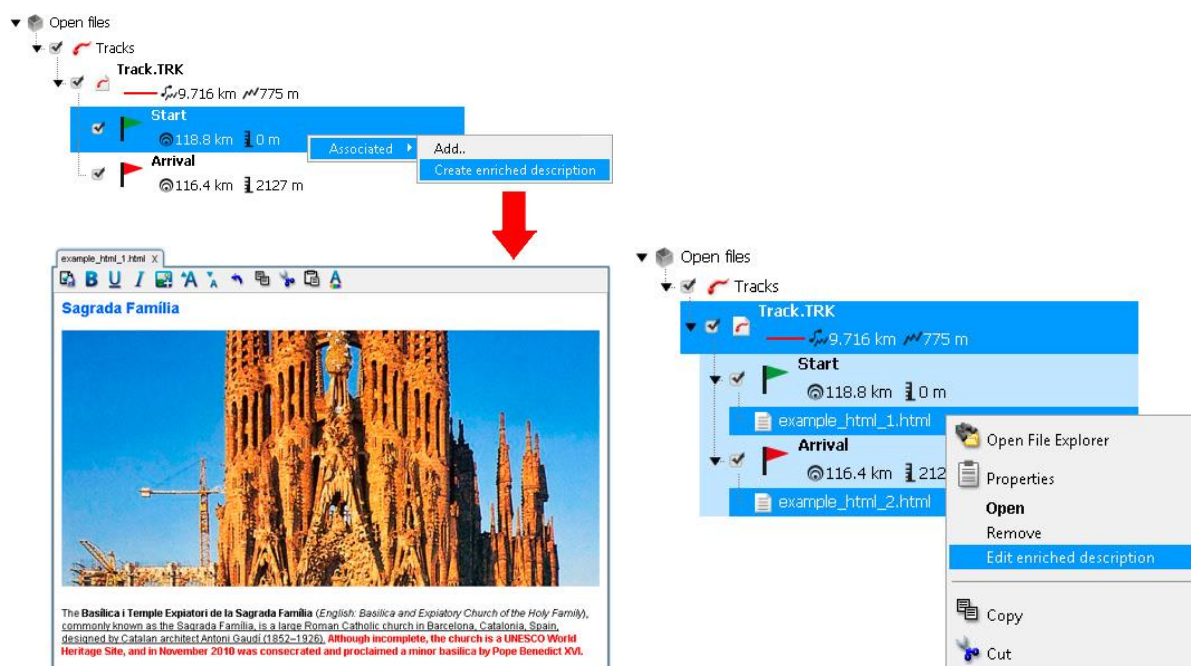 Open files
Tracks
Track.TRK
9.716 km 775 m
Start
118.8 km 0 m
Associated
Add..
Create enriched description
Arrival
116.4 km 2127 m
example_html_1.html X
B U I A A A
Sagrada Família
The Basílica i Temple Expiatori de la Sagrada Família (English: Basilica and Expiatory Church of the Holy Family),
commonly known as the Sagrada Família, is a large Roman Catholic church in Barcelona, Catalonia, Spain,
designed by Catalan architect Antoni Gaudí (1852–1926). Although incomplete, the church is a UNESCO World
Heritage Site, and in November 2010 was consecrated and proclaimed a minor basilica by Pope Benedict XVI.
Open files
Tracks
Track.TRK
9.716 km 775 m
Start
118.8 km 0 m
example_html_1.html
Arrival
116.4 km 212
example_html_2.html
Open File Explorer
Properties
Open
Remove
Edit enriched description
Copy
Cut